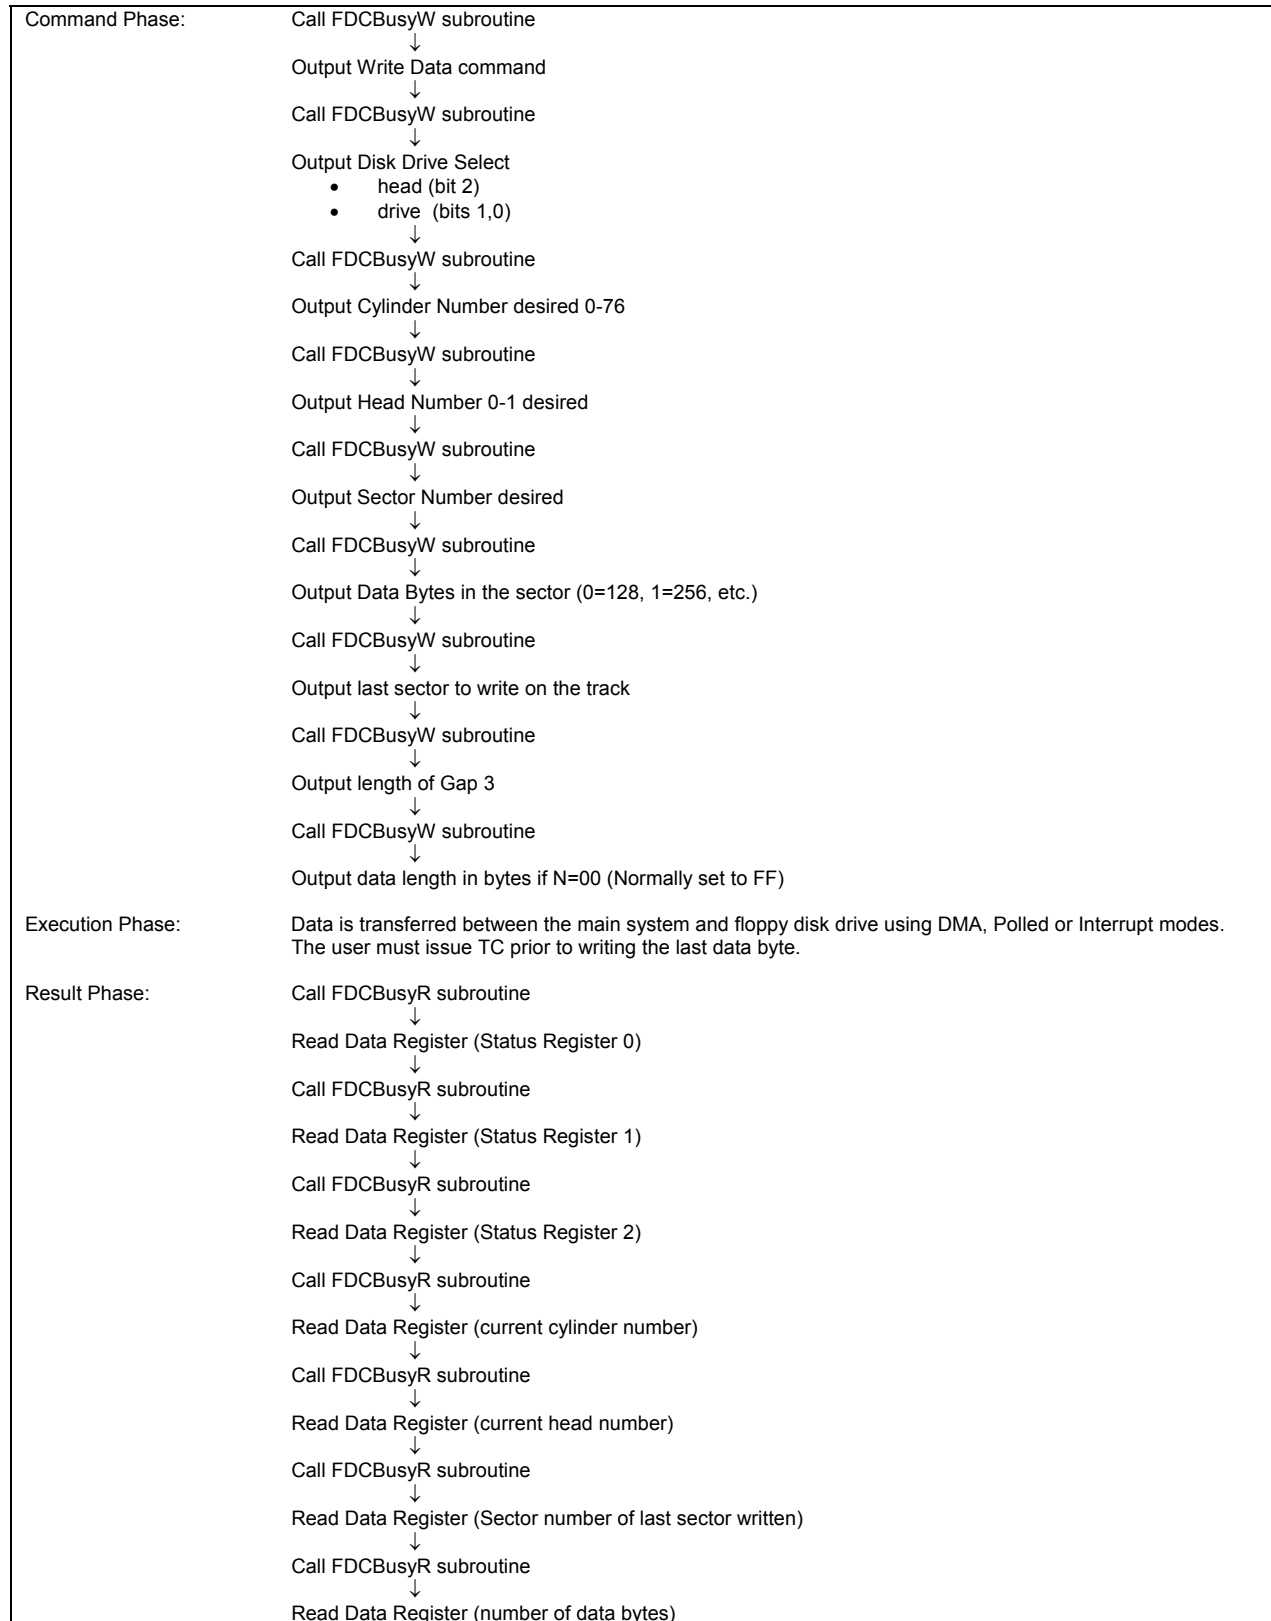 Command Phase: Call FDCBusyW subroutine
↓
Output Write Data command
↓
Call FDCBusyW subroutine
↓
Output Disk Drive Select
• head (bit 2)
• drive (bits 1,0)
↓
Call FDCBusyW subroutine
↓
Output Cylinder Number desired 0-76
↓
Call FDCBusyW subroutine
↓
Output Head Number 0-1 desired
↓
Call FDCBusyW subroutine
↓
Output Sector Number desired
↓
Call FDCBusyW subroutine
↓
Output Data Bytes in the sector (0=128, 1=256, etc.)
↓
Call FDCBusyW subroutine
↓
Output last sector to write on the track
↓
Call FDCBusyW subroutine
↓
Output length of Gap 3
↓
Call FDCBusyW subroutine
↓
Output data length in bytes if N=00 (Normally set to FF)
Execution Phase: Data is transferred between the main system and floppy disk drive using DMA, Polled or Interrupt modes.
The user must issue TC prior to writing the last data byte.
Result Phase: Call FDCBusyR subroutine
↓
Read Data Register (Status Register 0)
↓
Call FDCBusyR subroutine
↓
Read Data Register (Status Register 1)
↓
Call FDCBusyR subroutine
↓
Read Data Register (Status Register 2)
↓
Call FDCBusyR subroutine
↓
Read Data Register (current cylinder number)
↓
Call FDCBusyR subroutine
↓
Read Data Register (current head number)
↓
Call FDCBusyR subroutine
↓
Read Data Register (Sector number of last sector written)
↓
Call FDCBusyR subroutine
↓
Read Data Register (number of data bytes)